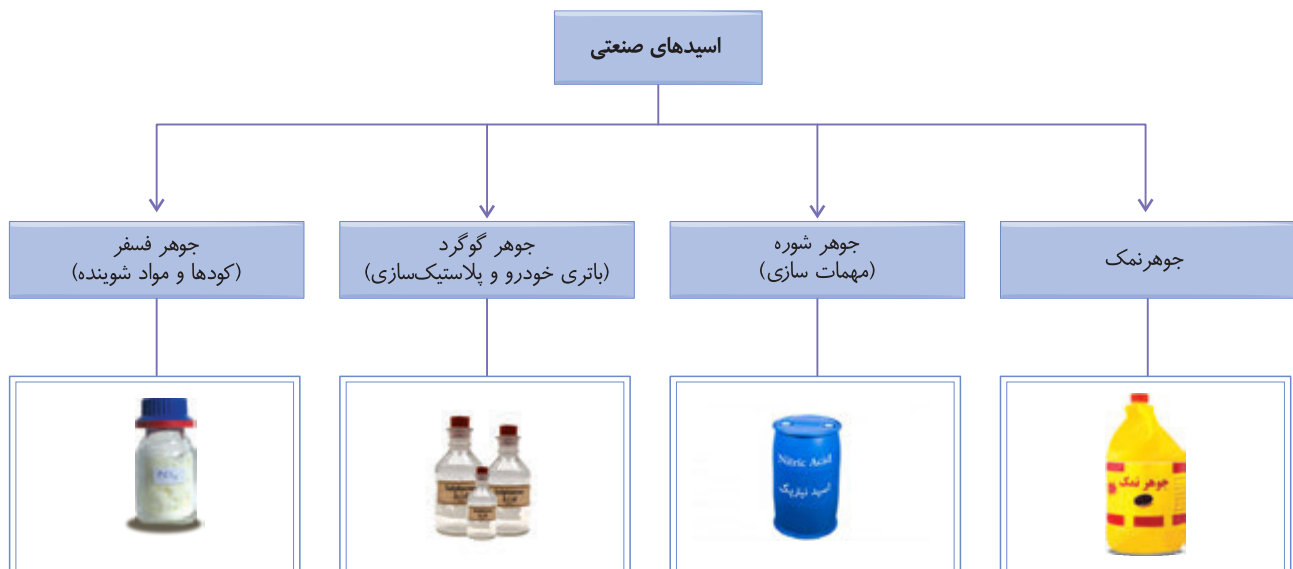 اسیدهای صنعتی
جوهرنمک
جوهر شوره
(مهمات سازی)
جوهر گوگرد
(باتری خودرو و پلاستیک‌سازی)
جوهر فسفر
(کودها و مواد شوینده)
جوهر نمک
Nitric Acid
اسید نیتریک